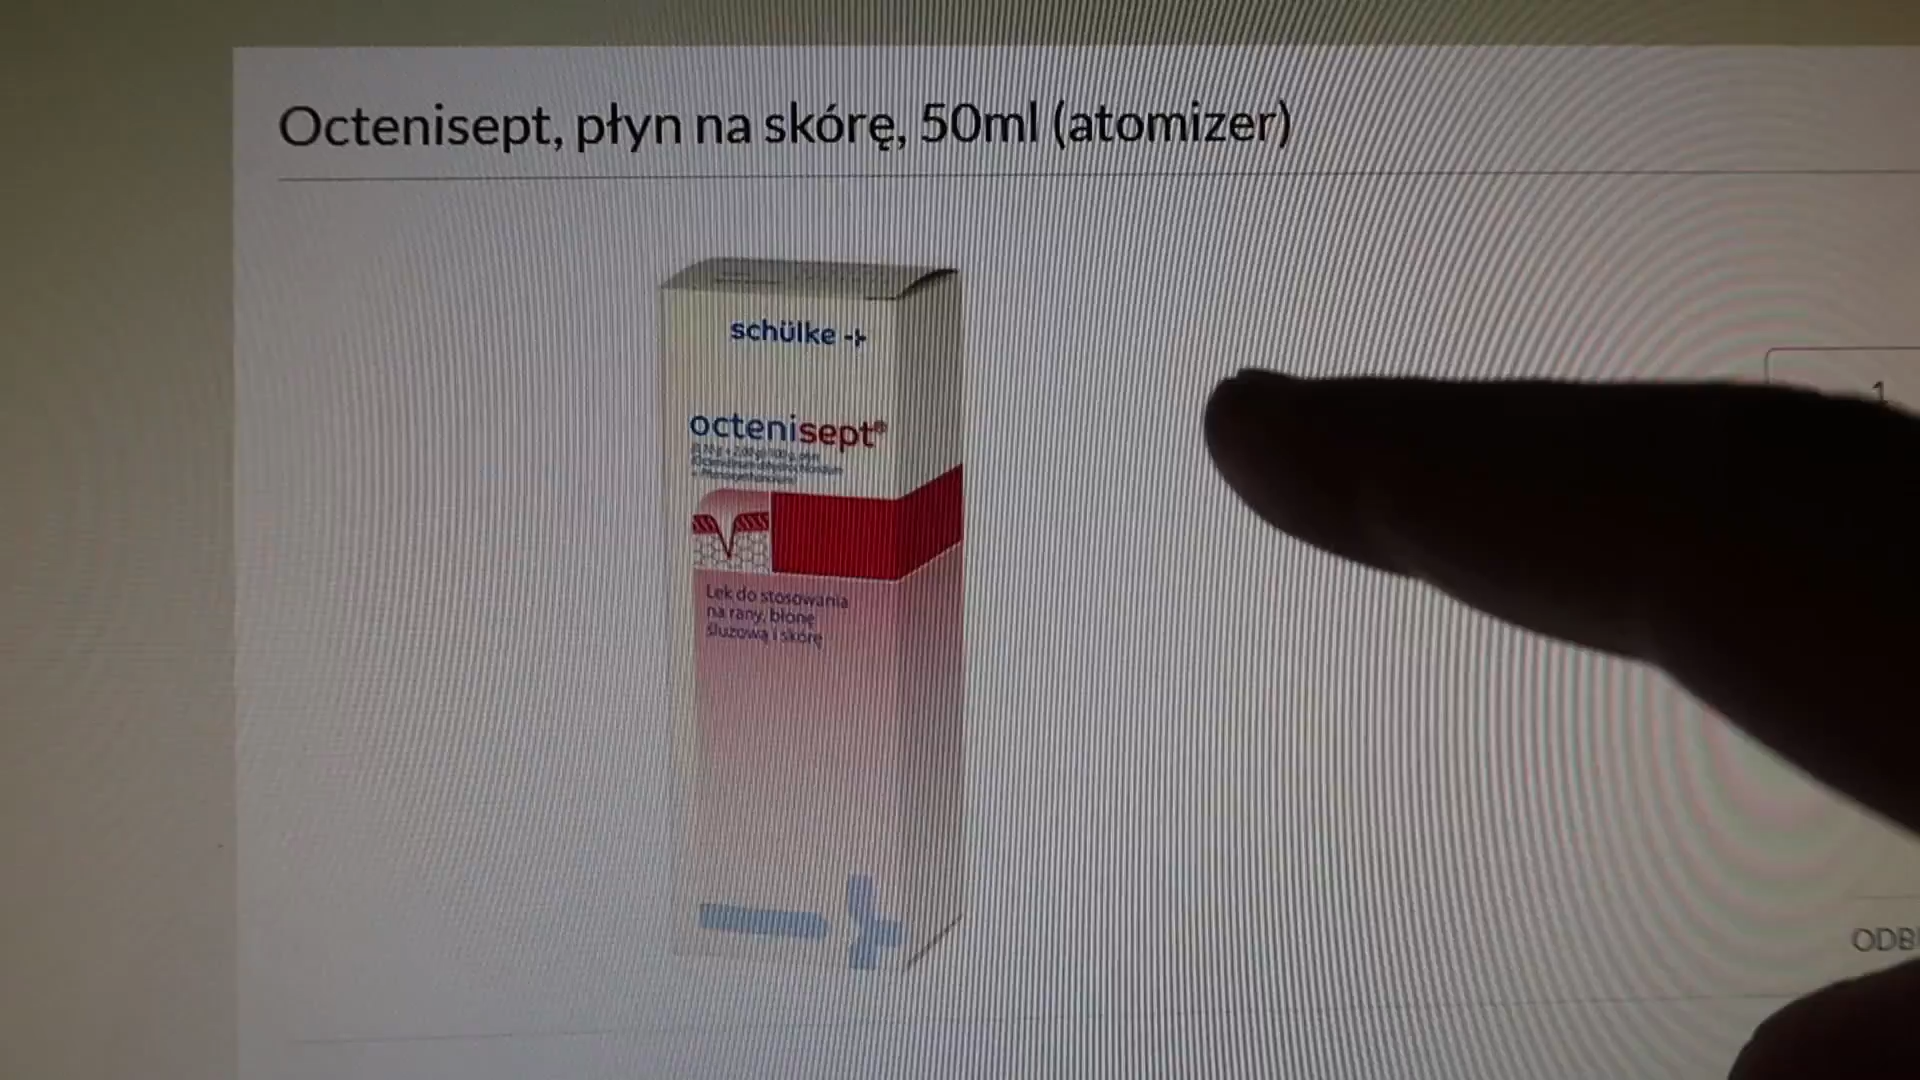 Octenisept, płyn na skórę, 50ml (atomizer)
schülke
octenisept®
Lek do stosowania
na rany, błonę
śluzową i skórę
1
ODB